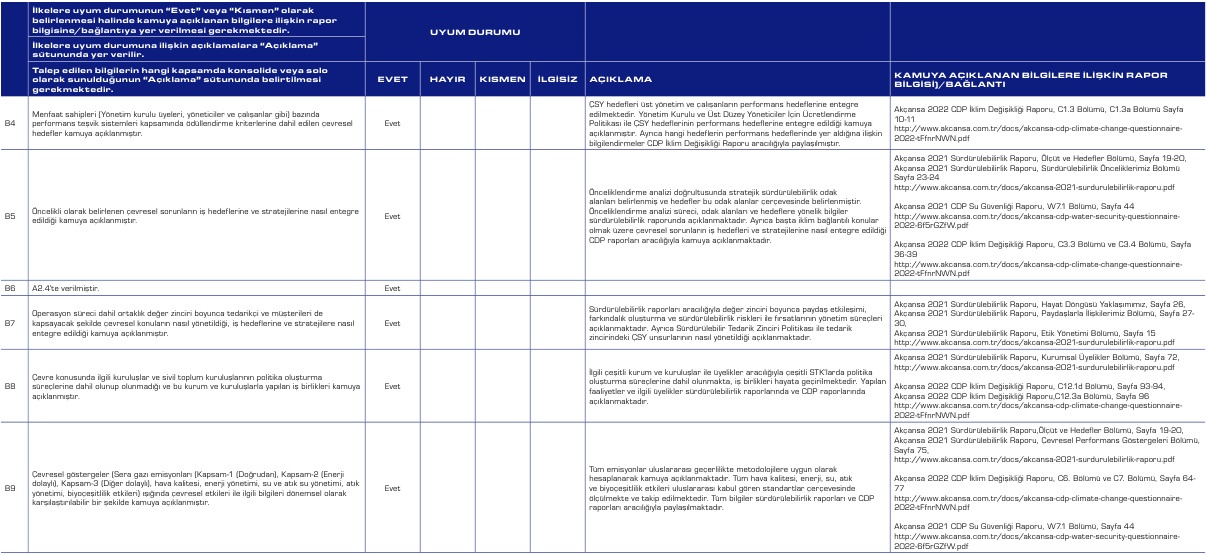 İlkelere uyum durumunun “Evet” veya “Kısmen” olarak
belirlenmesi halinde kamuya açıklanan bilgilere ilişkin rapor
bilgisine/bağlantıya yer verilmesi gerekmektedir.
İlkelere uyum durumuna ilişkin açıklamalara “Açıklama”
sütununda yer verilir.
Talep edilen bilgilerin hangi kapsamda konsolide veya solo
olarak sunulduğunun “Açıklama” sütununda belirtilmesi
gerekmektedir.
UYUM DURUMU
EVET
HAYIR
KISMEN
İLGİSİZ
AÇIKLAMA
KAMUYA AÇIKLANAN BİLGİLERE İLİŞKİN RAPOR
BİLGİSİ)/BAĞLANTI
B4
Menfaat sahipleri (Yönetim kurulu üyeleri, yöneticiler ve çalışanlar gibi) bazında
performans teşvik sistemleri kapsamında ödüllendirme kriterlerine dahil edilen çevresel
hedefler kamuya açıklanmıştır.
Evet
ÇSY hedefleri üst yönetim ve çalışanların performans hedeflerine entegre
edilmektedir. Yönetim Kurulu ve Üst Düzey Yöneticiler İçin Ücretlendirme
Politikası ile ÇSY hedeflerinin performans hedeflerine entegre edildiği kamuya
açıklanmıştır. Ayrıca hangi hedeflerin performans hedeflerinde yer aldığına ilişkin
bilgilendirmeler CDP İklim Değişikliği Raporu aracılığıyla paylaşılmıştır.
Akçansa 2022 CDP İklim Değişikliği Raporu, C1.3 Bölümü, C1.3a Bölümü Sayfa
10-11
http://www.akcansa.com.tr/docs/akcansa-cdp-climate-change-questionnaire-
2022-tFfnrNWN.pdf
B5
Öncelikli olarak belirlenen çevresel sorunların iş hedeflerine ve stratejilerine nasıl entegre
edildiği kamuya açıklanmıştır.
Evet
Önceliklendirme analizi doğrultusunda stratejik sürdürülebilirlik odak
alanları belirlenmiş ve hedefler bu odak alanlar çerçevesinde belirlenmiştir.
Önceliklendirme analizi süreci, odak alanları ve hedeflere yönelik bilgiler
sürdürülebilirlik raporunda açıklanmaktadır. Ayrıca başta iklim bağlantılı konular
olmak üzere çevresel sorunların iş hedefleri ve stratejilerine nasıl entegre edildiği
CDP raporları aracılığıyla kamuya açıklanmaktadır.
Akçansa 2021 Sürdürülebilirlik Raporu, Ölçüt ve Hedefler Bölümü, Sayfa 19-20,
Akçansa 2021 Sürdürülebilirlik Raporu, Sürdürülebilirlik Önceliklerimiz Bölümü
Sayfa 23-24
http://www.akcansa.com.tr/docs/akcansa-2021-surdurulebilirlik-raporu.pdf
Akçansa 2021 CDP Su Güvenliği Raporu, W7.1 Bölümü, Sayfa 44
http://www.akcansa.com.tr/docs/akcansa-cdp-water-security-questionnaire-
2022-6f5rGZfW.pdf
Akçansa 2022 CDP İklim Değişikliği Raporu, C3.3 Bölümü ve C3.4 Bölümü, Sayfa
36-39
http://www.akcansa.com.tr/docs/akcansa-cdp-climate-change-questionnaire-
2022-tFfnrNWN.pdf
B6
A2.4'te verilmiştir.
Evet
B7
Operasyon süreci dahil ortaklık değer zinciri boyunca tedarikçi ve müşterileri de
kapsayacak şekilde çevresel konuların nasıl yönetildiği, iş hedeflerine ve stratejilere nasıl
entegre edildiği kamuya açıklanmıştır.
Evet
Sürdürülebilirlik raporları aracılığıyla değer zinciri boyunca paydaş etkileşimi,
farkındalık oluşturma ve sürdürülebilirlik riskleri ile fırsatlarının yönetim süreçleri
açıklanmaktadır. Ayrıca Sürdürülebilir Tedarik Zinciri Politikası ile tedarik
zincirindeki ÇSY unsurlarının nasıl yönetildiği açıklanmaktadır.
Akçansa 2021 Sürdürülebilirlik Raporu, Hayat Döngüsü Yaklaşımımız, Sayfa 26,
Akçansa 2021 Sürdürülebilirlik Raporu, Paydaşlarla İlişkilerimiz Bölümü, Sayfa 27-
30,
Akçansa 2021 Sürdürülebilirlik Raporu, Etik Yönetimi Bölümü, Sayfa 15
http://www.akcansa.com.tr/docs/akcansa-2021-surdurulebilirlik-raporu.pdf
B8
Çevre konusunda ilgili kuruluşlar ve sivil toplum kuruluşlarının politika oluşturma
süreçlerine dahil olunup olunmadığı ve bu kurum ve kuruluşlarla yapılan iş birlikleri kamuya
açıklanmıştır.
Evet
İlgili çeşitli kurum ve kuruluklar ile üyelikler aracılığıyla çeşitli STK'larda politika
oluşturma süreçlerine dahil olunmakta, iş birlikleri hayata geçirilmektedir. Yapılan
faaliyetler ve ilgili üyelikler sürdürülebilirlik raporlarında ve CDP raporlarında
açıklanmaktadır.
Akçansa 2021 Sürdürülebilirlik Raporu, Kurumsal Üyelikler Bölümü, Sayfa 72,
http://www.akcansa.com.tr/docs/akcansa-2021-surdurulebilirlik-raporu.pdf
Akçansa 2022 CDP İklim Değişikliği Raporu, C12.1d Bölümü, Sayfa 93-94,
Akçansa 2022 CDP İklim Değişikliği Raporu,C12.3a Bölümü, Sayfa 96
http://www.akcansa.com.tr/docs/akcansa-cdp-climate-change-questionnaire-
2022-tFfnrNWN.pdf
B9
Çevresel göstergeler (Sera gazı emisyonları (Kapsam-1 (Doğrudan), Kapsam-2 (Enerji
dolaylı), Kapsam-3 (Diğer dolaylı), hava kalitesi, enerji yönetimi, su ve atık su yönetimi, atık
yönetimi, biyoçeşitlilik etkileri) ışığında çevresel etkileri ile ilgili bilgileri dönemsel olarak
karşılaştırılabilir bir şekilde kamuya açıklamıştır.
Evet
Tüm emisyonlar uluslararası geçerlilikte metodolojilere uygun olarak
hesaplanarak kamuya açıklanmaktadır. Tüm hava kalitesi, enerji, su, atık
ve biyoçeşitlilik etkileri uluslararası kabul gören standartlar çerçevesinde
ölçülmekte ve takip edilmektedir. Tüm bilgiler sürdürülebilirlik raporları ve CDP
raporları aracılığıyla paylaşılmaktadır.
Akçansa 2021 Sürdürülebilirlik Raporu,Ölçüt ve Hedefler Bölümü, Sayfa 19-20,
Akçansa 2021 Sürdürülebilirlik Raporu, Çevresel Performans Göstergeleri Bölümü,
Sayfa 75,
http://www.akcansa.com.tr/docs/akcansa-2021-surdurulebilirlik-raporu.pdf
Akçansa 2022 CDP İklim Değişikliği Raporu, C6. Bölümü ve C7. Bölümü, Sayfa 64-
77
http://www.akcansa.com.tr/docs/akcansa-cdp-climate-change-questionnaire-
2022-tFfnrNWN.pdf
Akçansa 2022 CDP Su Güvenliği Raporu, W7.1 Bölümü, Sayfa 44
http://www.akcansa.com.tr/docs/akcansa-cdp-water-security-questionnaire-
2022-6f5rGZfW.pdf